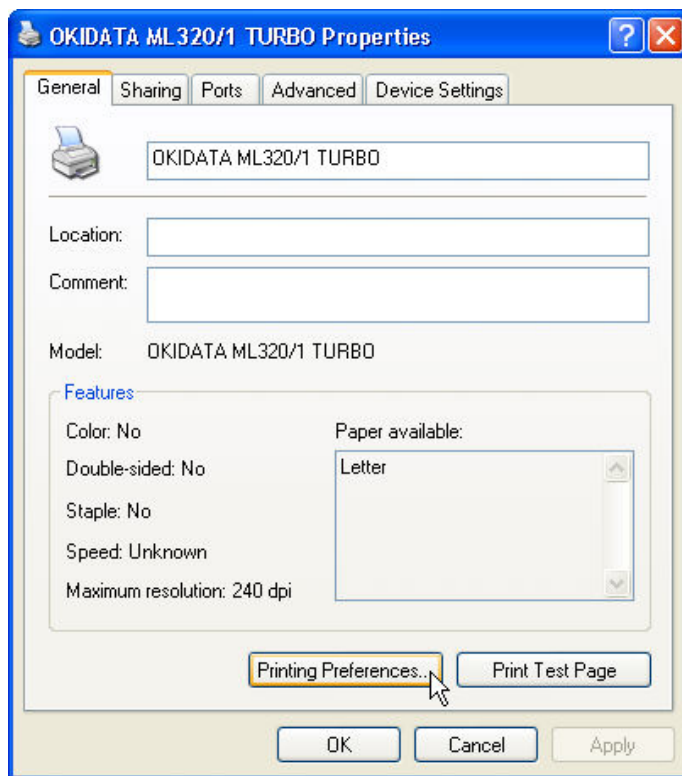 OKIDATA ML320/1 TURBO Properties
General Sharing Ports Advanced Device Settings
OKIDATA ML320/1 TURBO
Location:
Comment:
Model: OKIDATA ML320/1 TURBO
Features
Color: No
Paper available:
Double-sided: No
Letter
Staple: No
Speed: Unknown
Maximum resolution: 240 dpi
Printing Preferences... Print Test Page
OK Cancel Apply